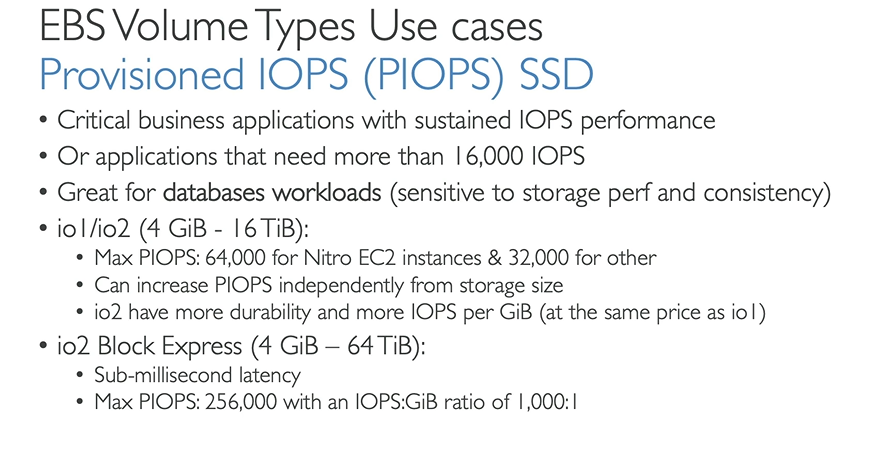 EBS Volume Types Use cases
Provisioned IOPS (PIOPS) SSD
• Critical business applications with sustained IOPS performance
• Or applications that need more than 16,000 IOPS
• Great for databases workloads (sensitive to storage perf and consistency)
• io1/io2 (4 GiB - 16 TiB):
• Max PIOPS: 64,000 for Nitro EC2 instances & 32,000 for other
• Can increase PIOPS independently from storage size
• io2 have more durability and more IOPS per GiB (at the same price as io1)
• io2 Block Express (4 GiB – 64 TiB):
• Sub-millisecond latency
• Max PIOPS: 256,000 with an IOPS:GiB ratio of 1,000:1